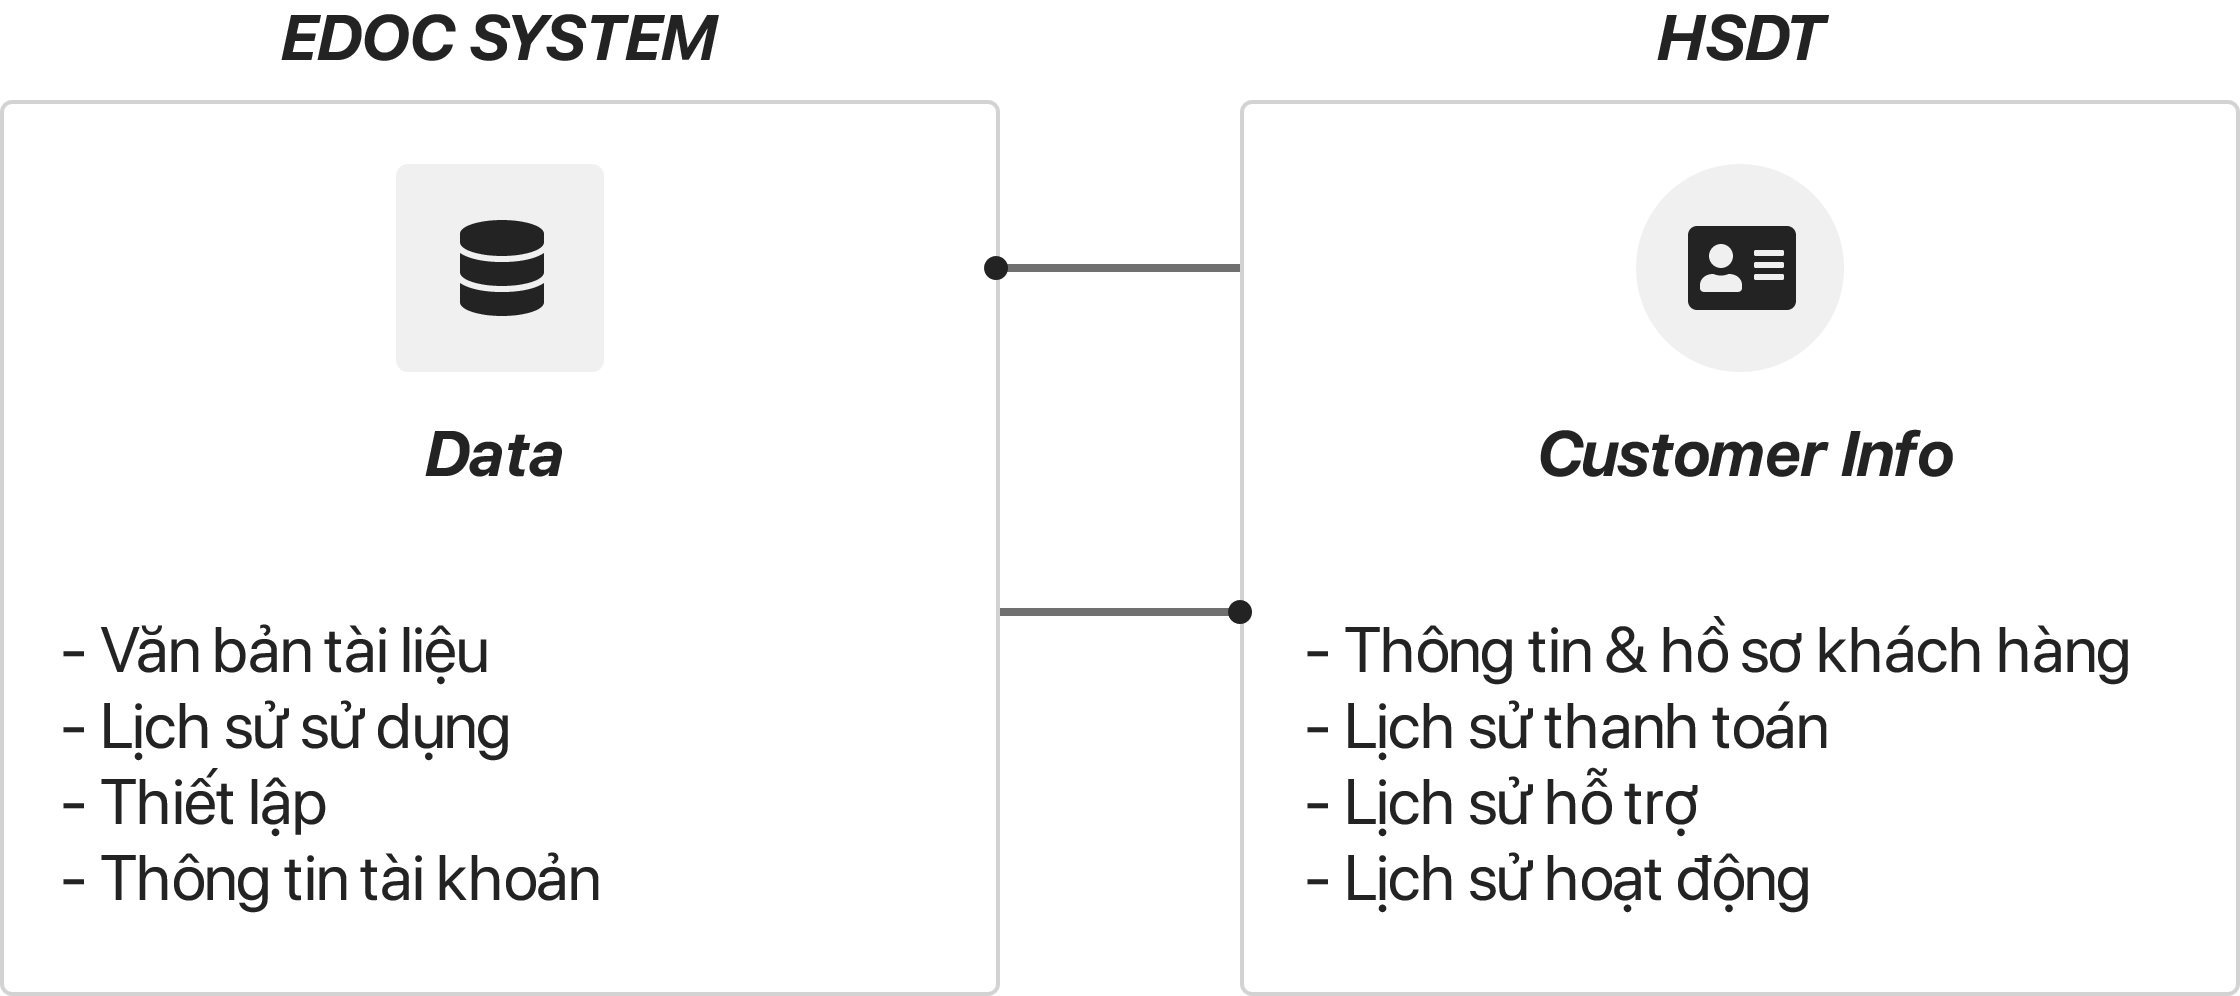 EDOC SYSTEM
Data
- Văn bản tài liệu
- Lịch sử sử dụng
- Thiết lập
- Thông tin tài khoản
HSDT
Customer Info
- Thông tin & hồ sơ khách hàng
- Lịch sử thanh toán
- Lịch sử hỗ trợ
- Lịch sử hoạt động